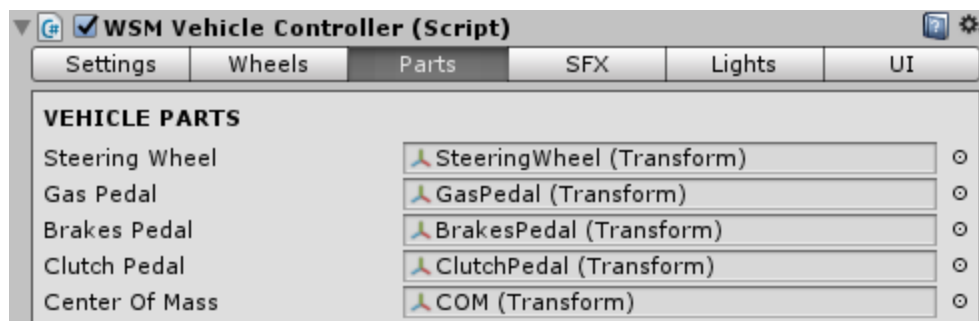 WSM Vehicle Controller (Script)
Settings Wheels Parts SFX Lights UI
VEHICLE PARTS
Steering Wheel SteeringWheel (Transform)
Gas Pedal GasPedal (Transform)
Brakes Pedal BrakesPedal (Transform)
Clutch Pedal ClutchPedal (Transform)
Center Of Mass COM (Transform)